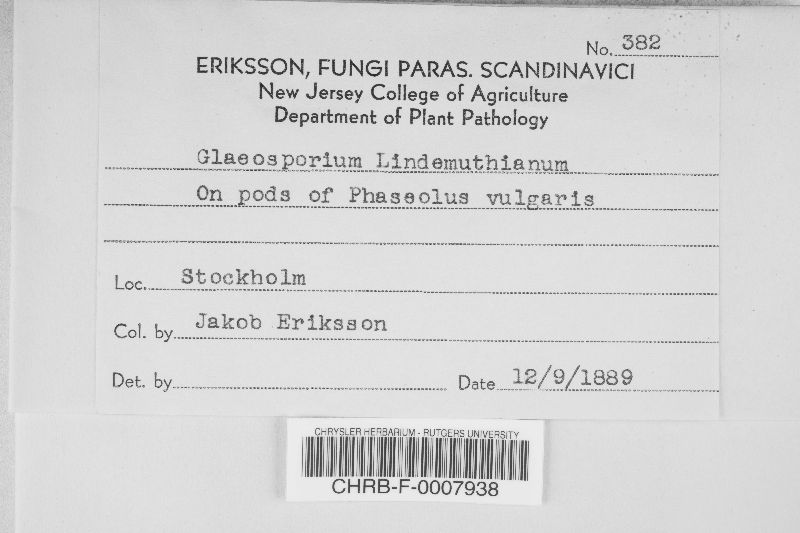 No. 382
ERIKSSON, FUNGI PARAS. SCANDINAVICI
New Jersey College of Agriculture
Department of Plant Pathology
Glaeosporium Lindemuthianum
On pods of Phaseolus vulgaris
Loc. Stockholm
Col. by Jakob Eriksson
Det. by Date 12/9/1889
CHRYSLER HERBARIUM - RUTGERS UNIVERSITY
CHRB-F-0007938